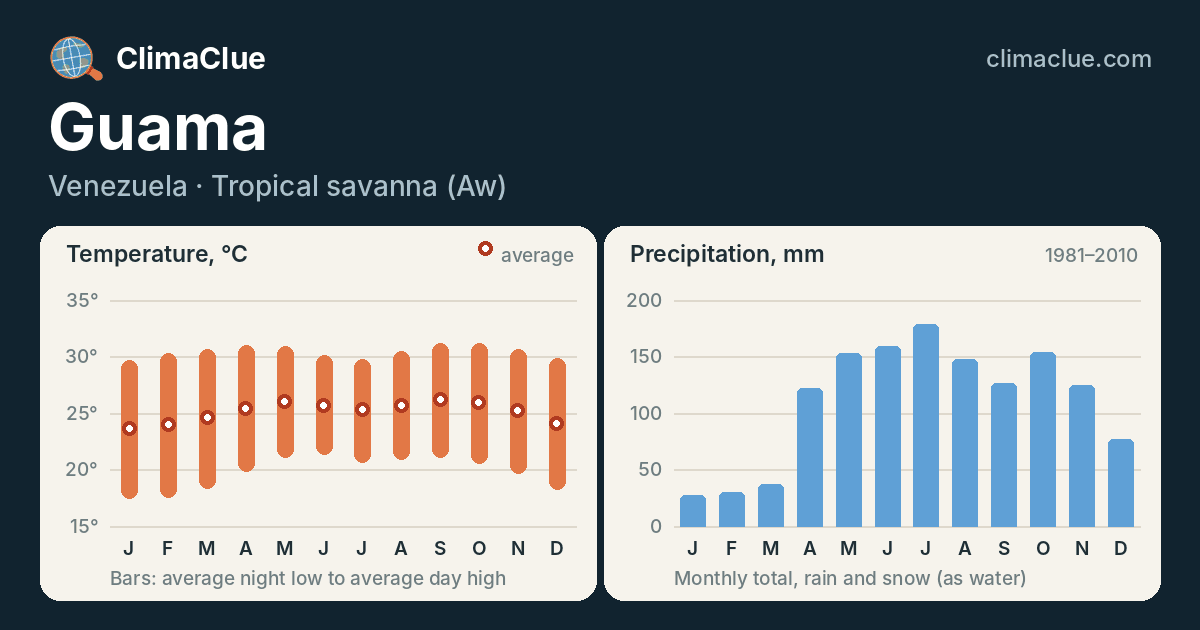 ClimaClue
climaclue.com
Guama
Venezuela · Tropical savanna (Aw)
Temperature, °C
average
35°
30°
25°
20°
15°
J F M A M J J A S O N D
Bars: average night low to average day high
Precipitation, mm
1981–2010
200
150
100
50
0
J F M A M J J A S O N D
Monthly total, rain and snow (as water)